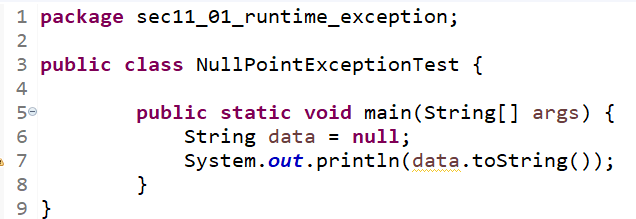 1 package sec11_01_runtime_exception;
2
3 public class NullPointExceptionTest {
4
5     public static void main(String[] args) {
6         String data = null;
7         System.out.println(data.toString());
8     }
9 }